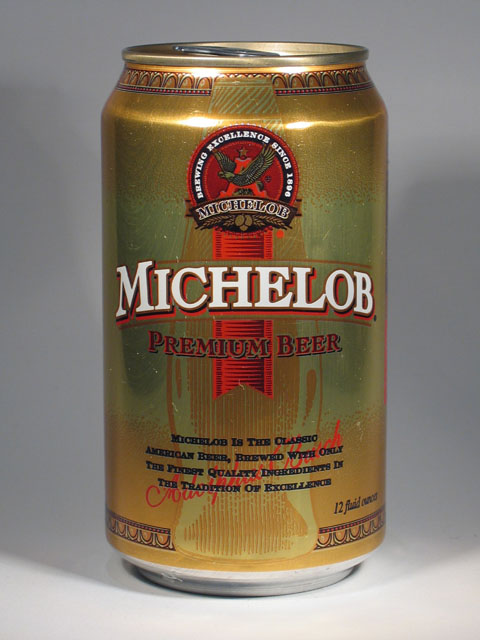 BREWING EXCELLENCE SINCE 1896
MICHELOB
MICHELOB
PREMIUM BEER
MICHELOB IS THE CLASSIC
AMERICAN BEER, BREWED WITH ONLY
THE FINEST QUALITY INGREDIENTS IN
THE TRADITION OF EXCELLENCE
12 fluid ounces